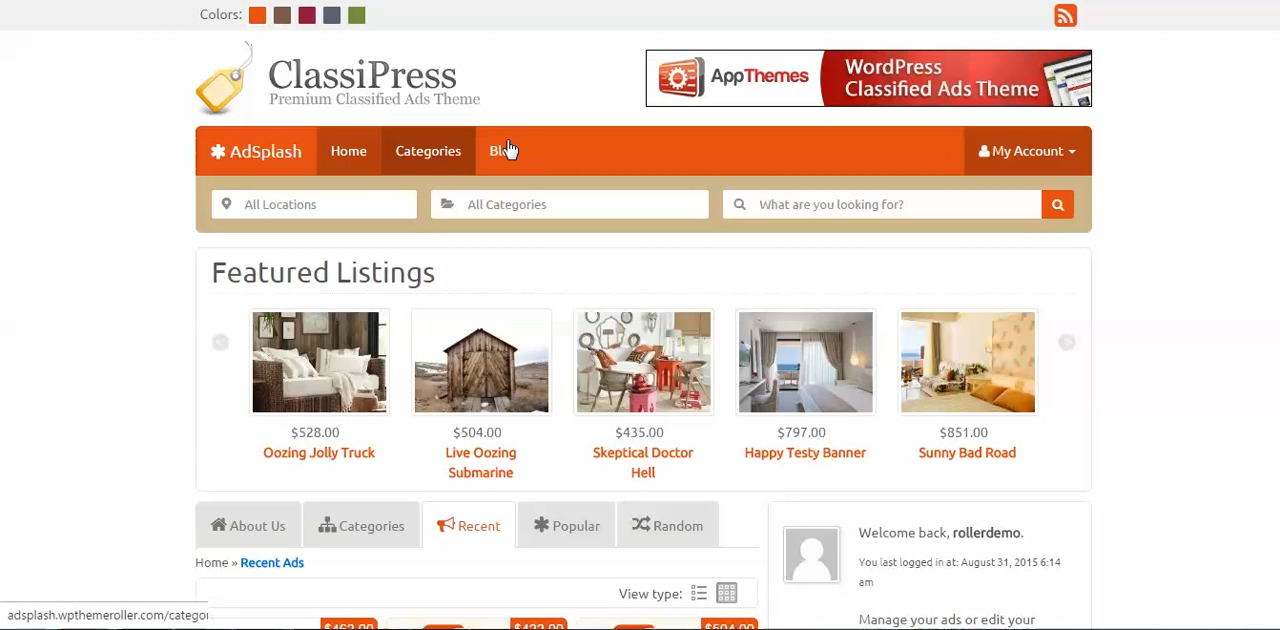 Colors:
ClassiPress
Premium Classified Ads Theme
AppThemes
WordPress
Classified Ads Theme
AdSplash
Home
Categories
My Account
All Locations
All Categories
What are you looking for?
Featured Listings
$528.00
$504.00
$435.00
$797.00
$851.00
Oozing Jolly Truck
Live Oozing
Submarine
Skeptical Doctor
Hell
Happy Testy Banner
Sunny Bad Road
About Us
Categories
Recent
Popular
Random
Home » Recent Ads
View type:
Welcome back, rollerdemo.
You last logged in at: August 31, 2015 6:14
am
Manage your ads or edit your
adsplash.wpthemeroller.com/categor